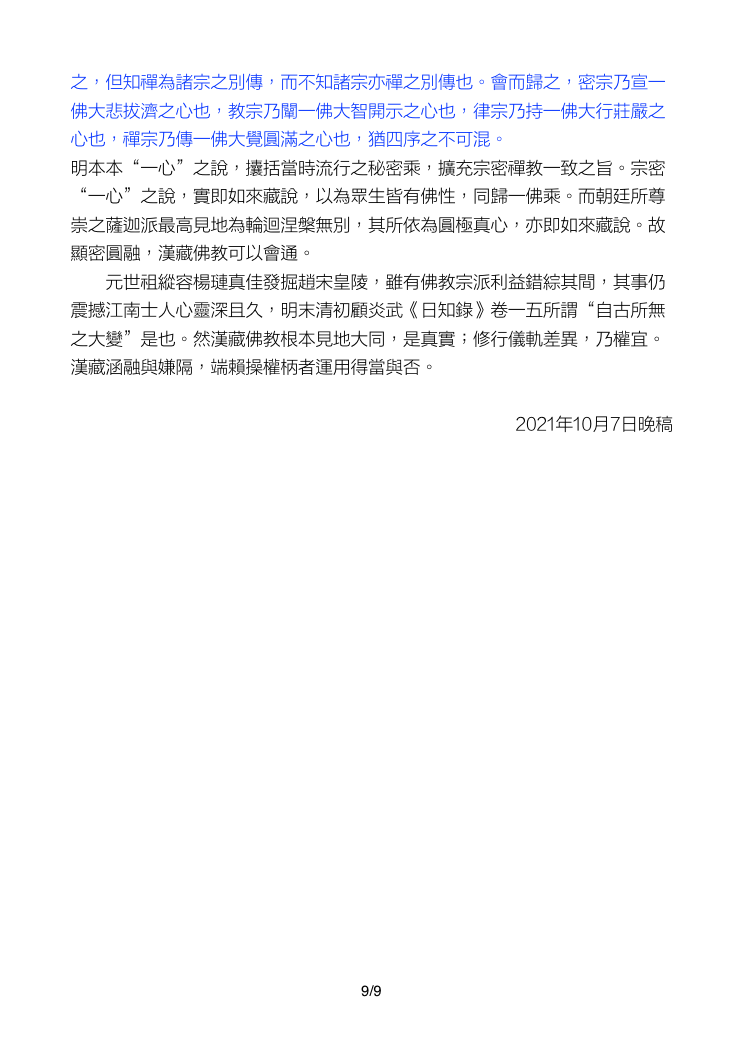 之，但知禪為諸宗之別傳，而不知諸宗亦禪之別傳也。會而歸之，密宗乃宣一
佛大悲拔濟之心也，教宗乃闡一佛大智開示之心也，律宗乃持一佛大行莊嚴之
心也，禪宗乃傳一佛大覺圓滿之心也，猶四序之不可混。
明本本“一心”之說，攘括當時流行之秘密乘，擴充宗密禪教一致之旨。宗密
“一心”之說，實即如來藏說，以為眾生皆有佛性，同歸一佛乘。而朝廷所尊
崇之薩迦派最高見地為輪迴涅槃無別，其所依為圓極真心，亦即如來藏說。故
顯密圓融，漢藏佛教可以會通。
元世祖縱容楊璉真佳發掘趙宋皇陵，雖有佛教宗派利益錯綜其間，其事仍
震撼江南士人心靈深且久，明末清初顧炎武《日知錄》卷一五所謂“自古所無
之大變”是也。然漢藏佛教根本見地大同，是真實；修行儀軌差異，乃權宜。
漢藏涵融與嫌隔，端賴操權柄者運用得當與否。
2021年10月7日晚稿
9/9